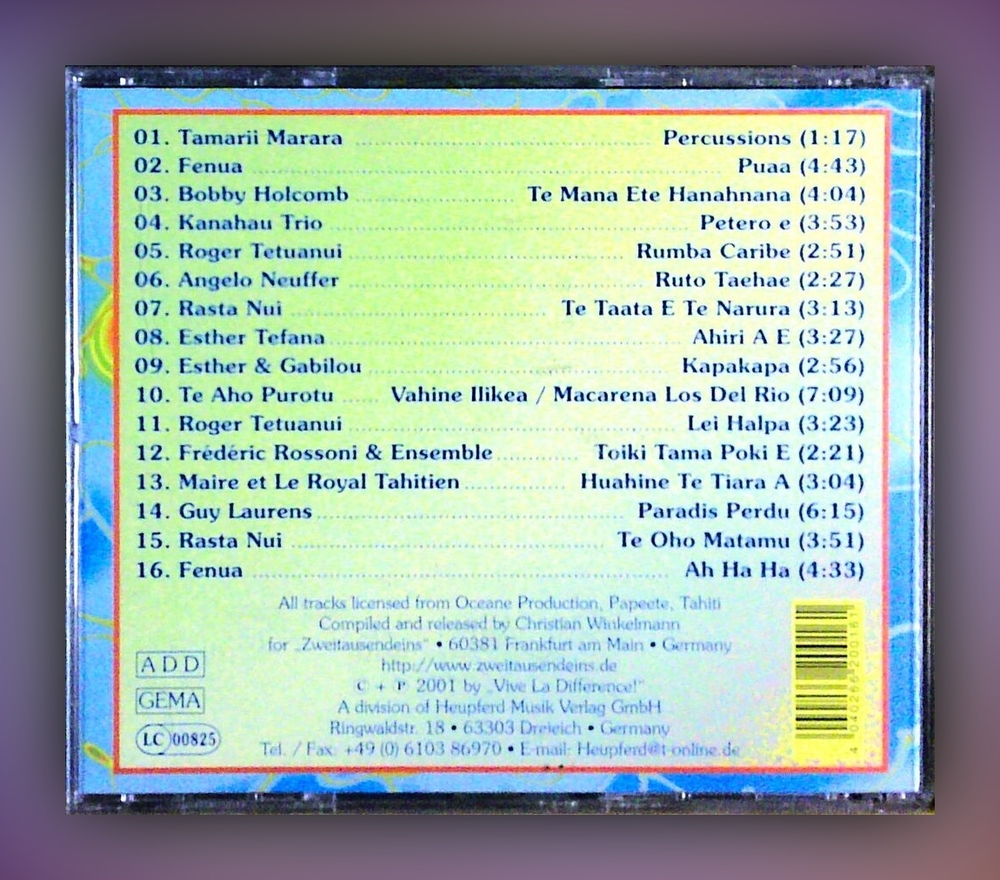 01. Tamarii Marara ........ Percussions (1:17)
02. Fenua ........ Puaa (4:43)
03. Bobby Holcomb ........ Te Mana Ete Hanahnana (4:04)
04. Kanahau Trio ........ Petero e (3:53)
05. Roger Tetuanui ........ Rumba Caribe (2:51)
06. Angelo Neuffer ........ Ruto Taehae (2:27)
07. Rasta Nui ........ Te Taata E Te Narura (3:13)
08. Esther Tefana ........ Ahiri A E (3:27)
09. Esther & Gabilou ........ Kapakapa (2:56)
10. Te Aho Purotu ...... Vahine Ilikea / Macarena Los Del Rio (7:09)
11. Roger Tetuanui ........ Lei Halpa (3:23)
12. Frédéric Rossoni & Ensemble ........ Toiki Tama Poki E (2:21)
13. Maire et Le Royal Tahitien ........ Huahine Te Tiara A (3:04)
14. Guy Laurens ........ Paradis Perdu (6:15)
15. Rasta Nui ........ Te Oho Matamu (3:51)
16. Fenua ........ Ah Ha Ha (4:33)
All tracks licensed from Oceane Production, Papeete, Tahiti
Compiled and released by Christian Winkelmann
for „Zweitausendeins“ • 60381 Frankfurt am Main • Germany
http://www.zweitausendeins.de
© + ℗ 2001 by „Vive La Difference!“
A division of Heupferd Musik Verlag GmbH
Ringwaldstr. 18 • 63303 Dreieich • Germany
Tel. / Fax: +49 (0) 6103 86970 • E-mail: Heupferd@t-online.de
ADD
GEMA
LC 00825